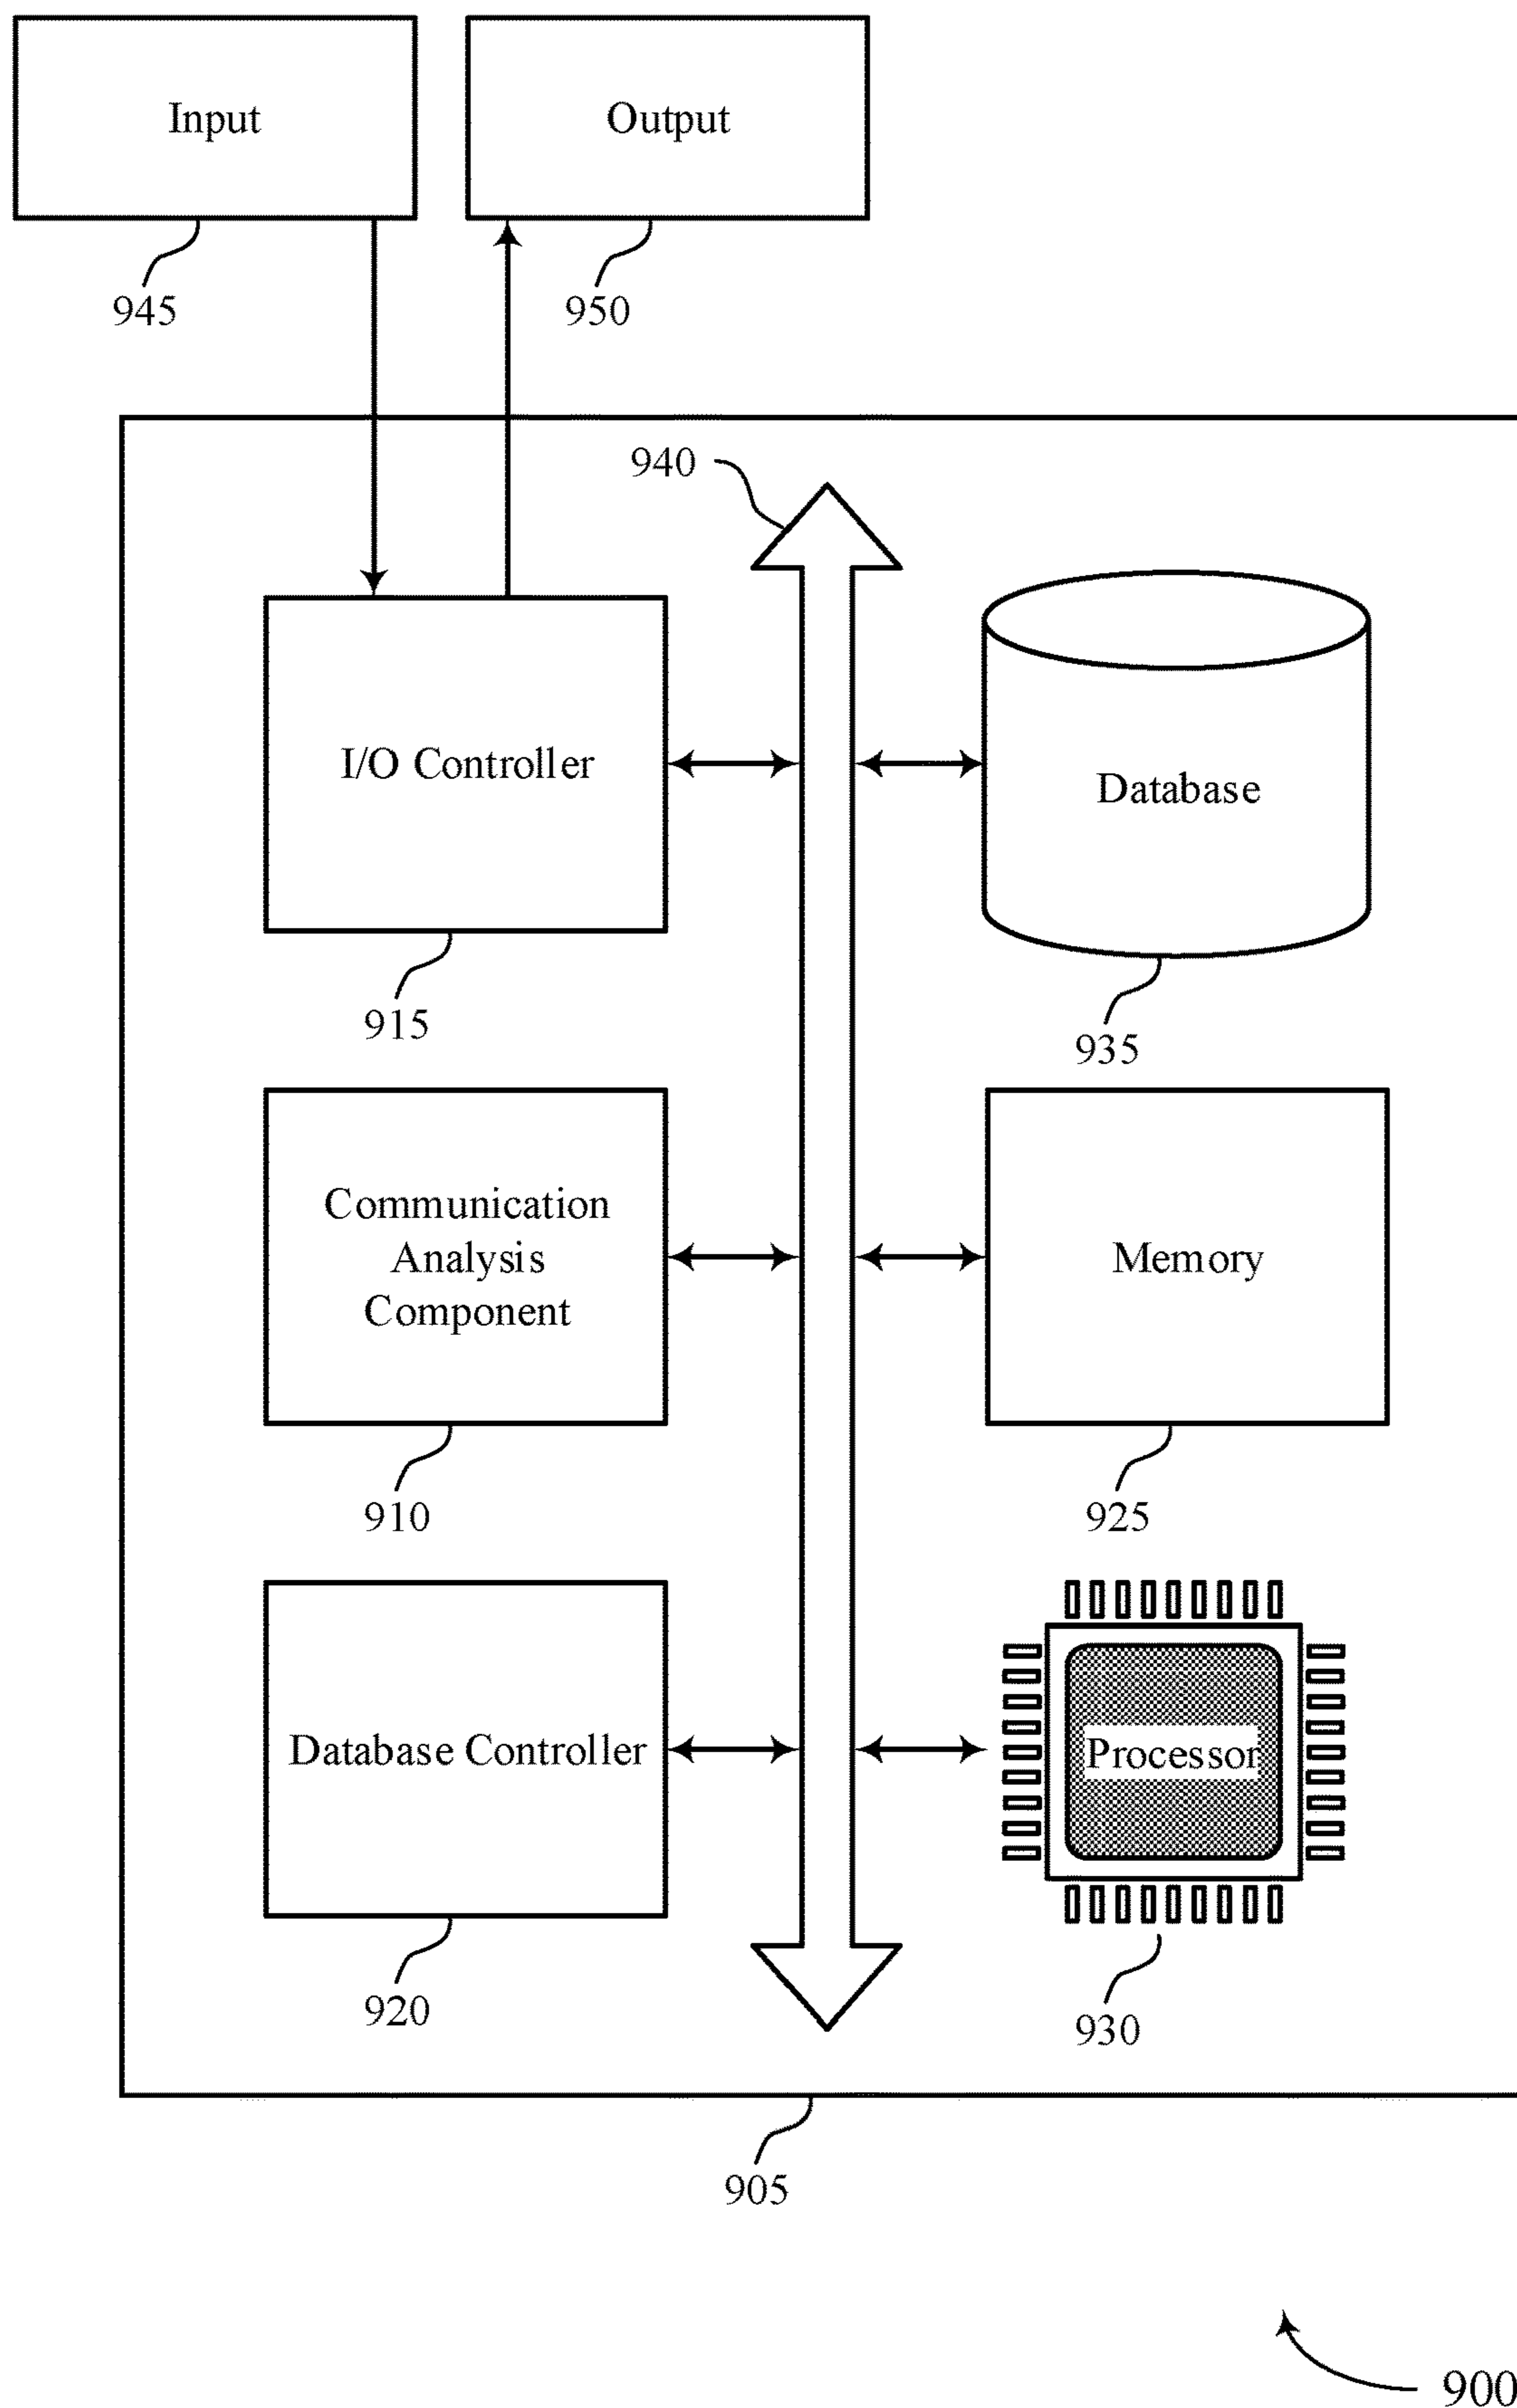 Input
Output
945
950
940
I/O Controller
Database
915
935
Communication
Analysis
Component
Memory
910
925
Database Controller
Processor
920
930
905
900